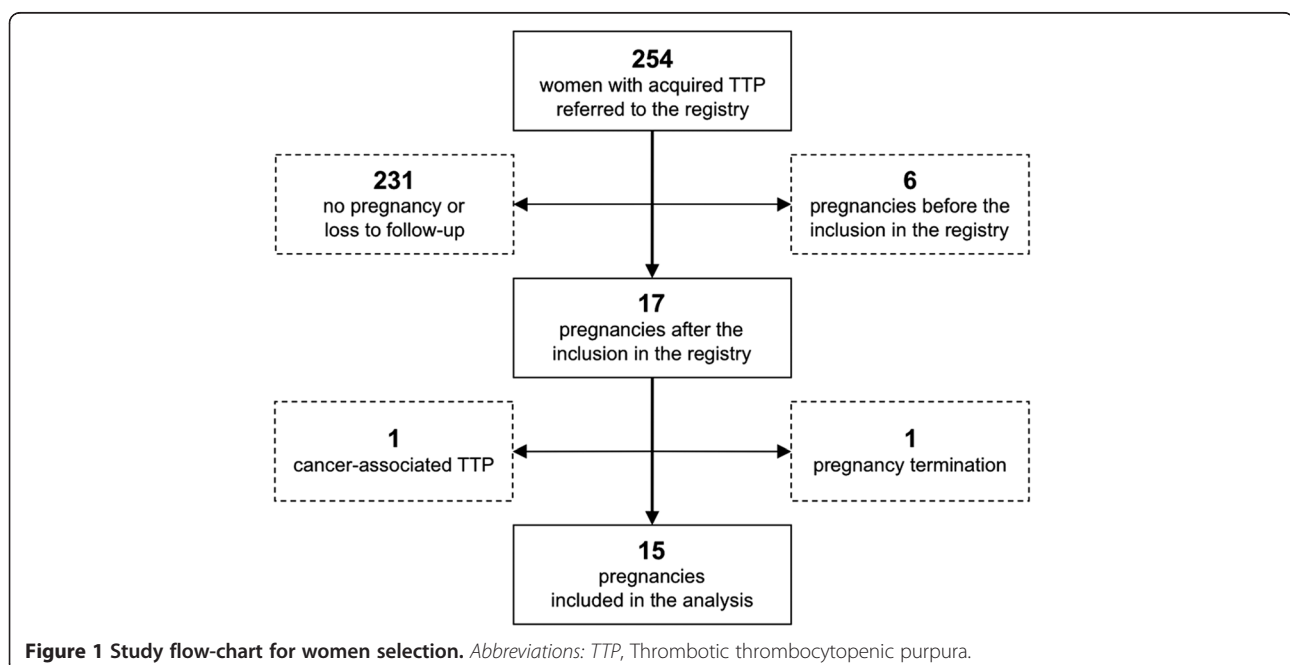 254
women with acquired TTP
referred to the registry
231
no pregnancy or
loss to follow-up
6
pregnancies before the
inclusion in the registry
17
pregnancies after the
inclusion in the registry
1
cancer-associated TTP
1
pregnancy termination
15
pregnancies
included in the analysis
Figure 1 Study flow-chart for women selection. Abbreviations: TTP, Thrombotic thrombocytopenic purpura.